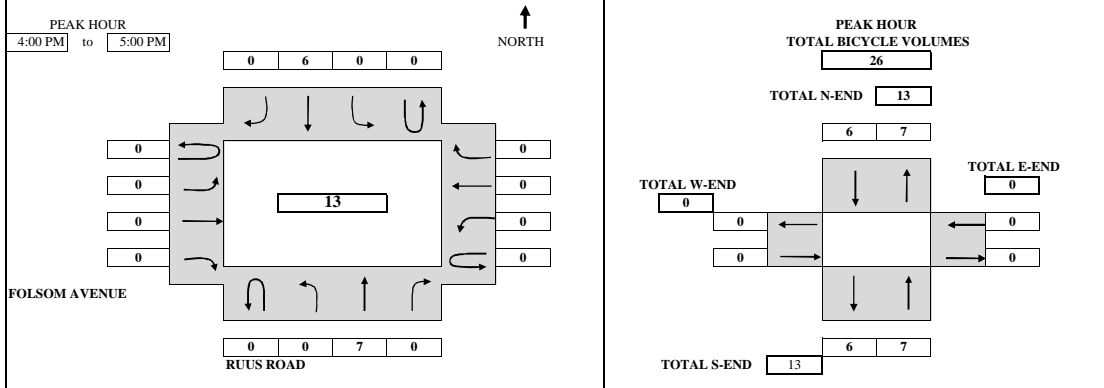 PEAK HOUR
4:00 PM to 5:00 PM
NORTH
0 6 0 0
0
0
0
0
13
0
0
0
0
FOLSOM AVENUE
0 0 7 0
RUUS ROAD
PEAK HOUR
TOTAL BICYCLE VOLUMES
26
TOTAL N-END 13
6 7
TOTAL W-END
0
TOTAL E-END
0
0 0
0 0
6 7
TOTAL S-END 13